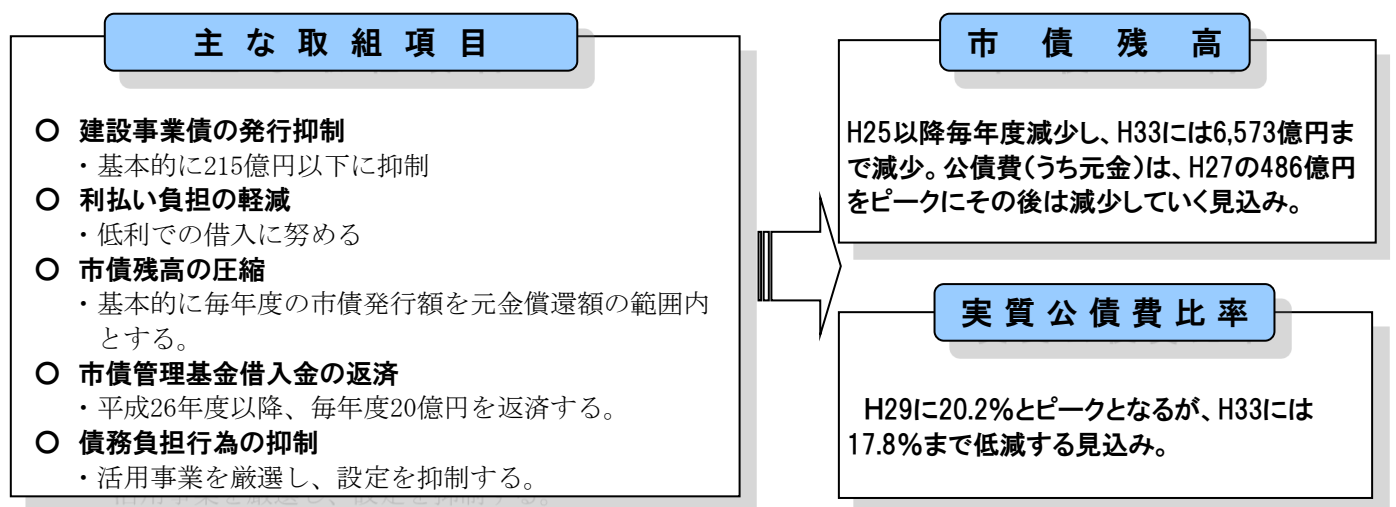 主な取組項目
〇 建設事業債の発行抑制
・基本的に215億円以下に抑制
〇 利払い負担の軽減
・低利での借入に努める
〇 市債残高の圧縮
・基本的に毎年度の市債発行額を元金償還額の範囲内
とする。
〇 市債管理基金借入金の返済
・平成26年度以降、毎年度20億円を返済する。
〇 債務負担行為の抑制
・活用事業を厳選し、設定を抑制する。
市債残高
H25以降毎年度減少し、H33には6,573億円ま
で減少。公債費(うち元金)は、H27の486億円
をピークにその後は減少していく見込み。
実質公債費比率
H29に20.2%とピークとなるが、H33には
17.8%まで低減する見込み。